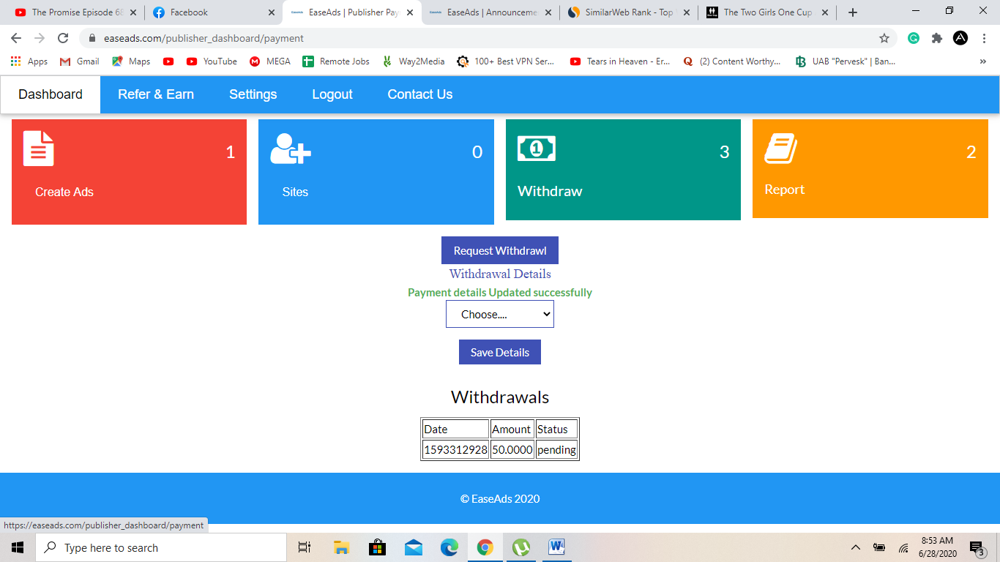 The Promise Episode 68
Facebook
EaseAds | Publisher Pay
EaseAds | Announceme
SimilarWeb Rank - Top
The Two Girls One Cup
easeads.com/publisher_dashboard/payment
Apps
Gmail
Maps
YouTube
MEGA
Remote Jobs
Way2Media
100+ Best VPN Ser...
Tears in Heaven - Er...
(2) Content Worthy...
UAB "Pervesk" | Ban...
Dashboard
Refer & Earn
Settings
Logout
Contact Us
1
Create Ads
0
Sites
3
Withdraw
2
Report
Request Withdrawl
Withdrawal Details
Payment details Updated successfully
Choose....
Save Details
Withdrawals
Date Amount Status
1593312928 50.0000 pending
© EaseAds 2020
https://easeads.com/publisher_dashboard/payment
Type here to search
8:53 AM
6/28/2020
3